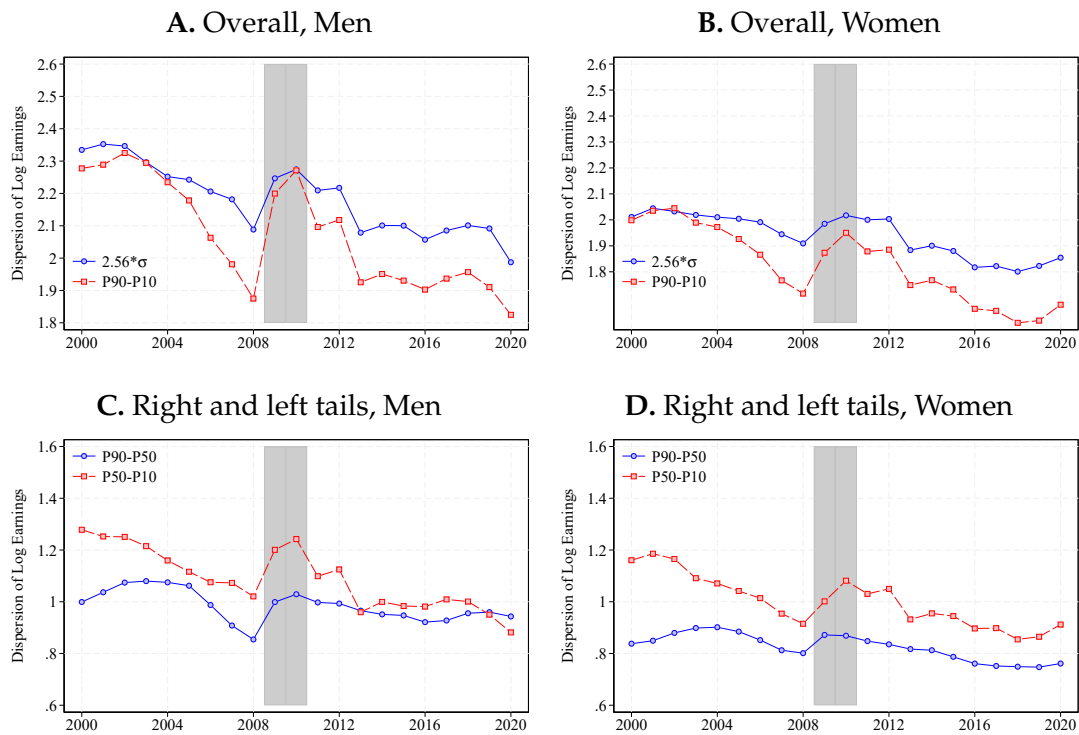 A. Overall, Men
Dispersion of Log Earnings
2.6
2.5
2.4
2.3
2.2
2.1
2
1.9
1.8
2.56*σ
P90-P10
2000 2004 2008 2012 2016 2020
B. Overall, Women
Dispersion of Log Earnings
2.6
2.5
2.4
2.3
2.2
2.1
2
1.9
1.8
2.56*σ
P90-P10
2000 2004 2008 2012 2016 2020
C. Right and left tails, Men
Dispersion of Log Earnings
1.6
1.4
1.2
1
.8
.6
P90-P50
P50-P10
2000 2004 2008 2012 2016 2020
D. Right and left tails, Women
Dispersion of Log Earnings
1.6
1.4
1.2
1
.8
.6
P90-P50
P50-P10
2000 2004 2008 2012 2016 2020